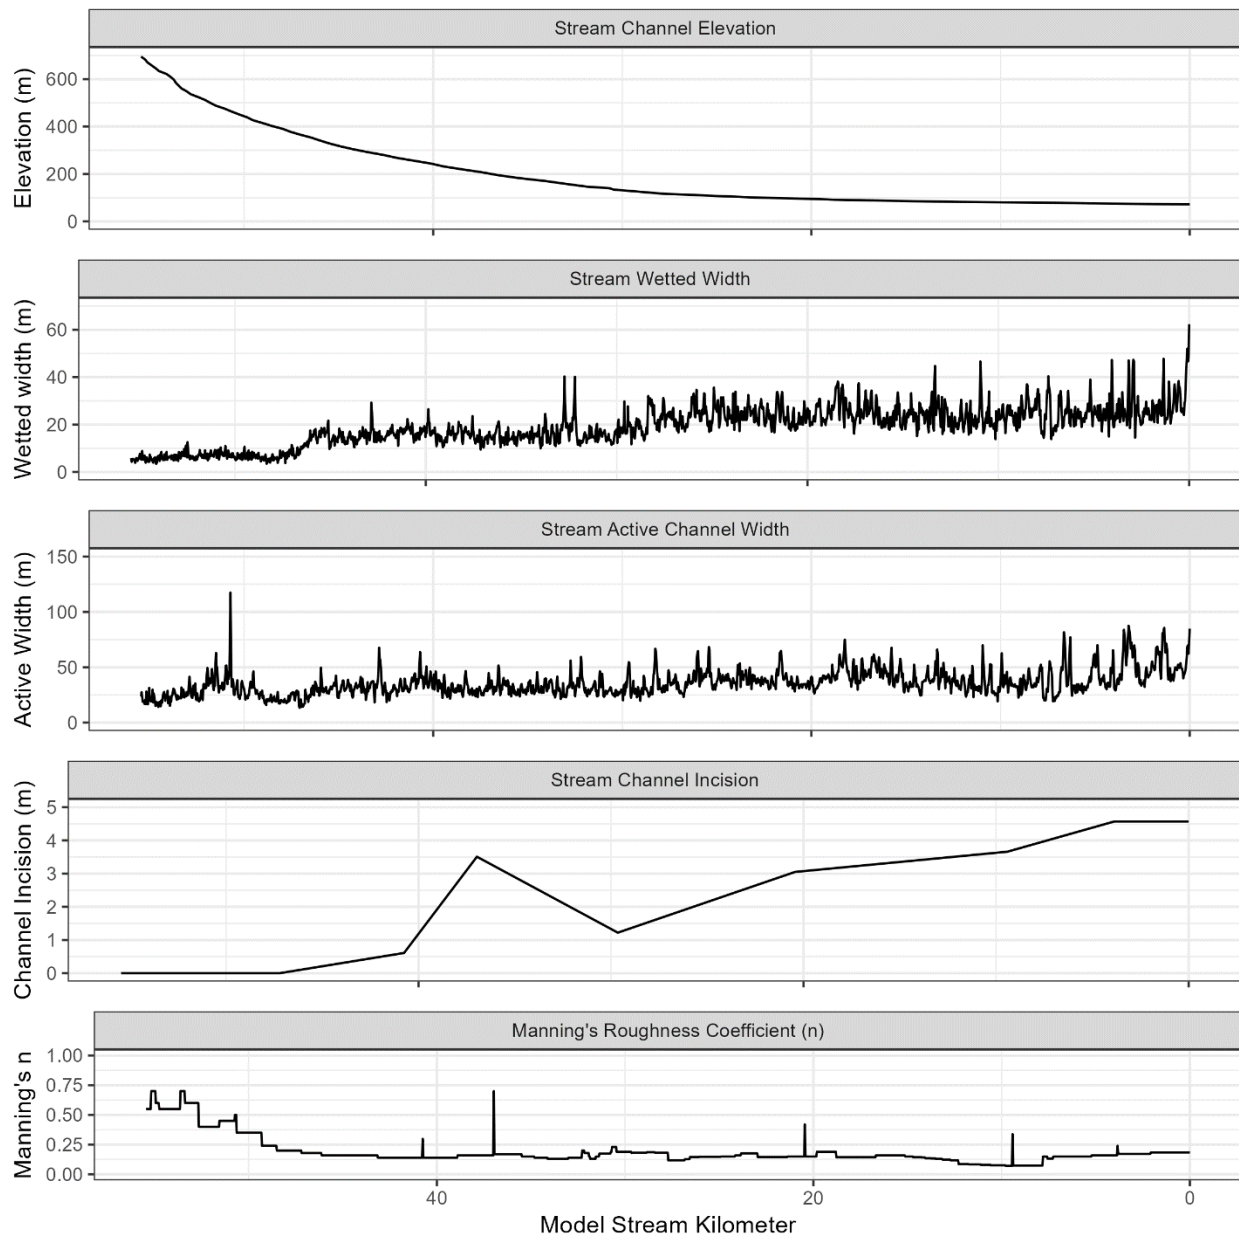 Stream Channel Elevation
Elevation (m)
600
400
200
0
Stream Wetted Width
Wetted width (m)
60
40
20
0
Stream Active Channel Width
Active Width (m)
150
100
50
0
Stream Channel Incision
Channel Incision (m)
5
4
3
2
1
0
Manning's Roughness Coefficient (n)
Manning's n
1.00
0.75
0.50
0.25
0.00
40 20 0
Model Stream Kilometer